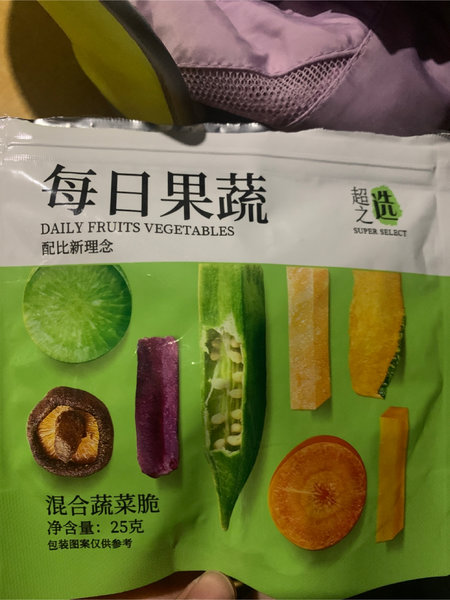 每日果蔬
DAILY FRUITS VEGETABLES
配比新理念
超之选
SUPER SELECT
混合蔬菜脆
净含量：25克
包装图案仅供参考